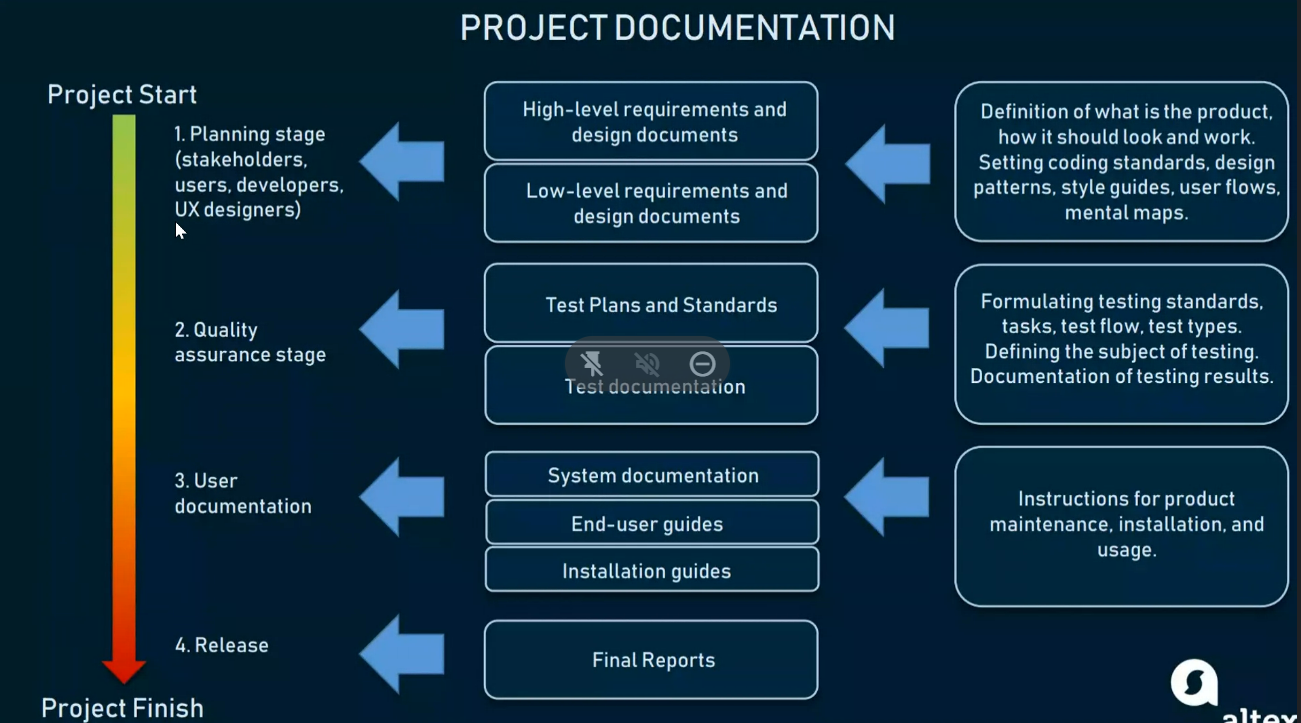 PROJECT DOCUMENTATION
Project Start
1. Planning stage
(stakeholders,
users, developers,
UX designers)
High-level requirements and
design documents
Low-level requirements and
design documents
Definition of what is the product,
how it should look and work.
Setting coding standards, design
patterns, style guides, user flows,
mental maps.
2. Quality
assurance stage
Test Plans and Standards
Test documentation
Formulating testing standards,
tasks, test flow, test types.
Defining the subject of testing.
Documentation of testing results.
3. User
documentation
System documentation
End-user guides
Installation guides
Instructions for product
maintenance, installation, and
usage.
4. Release
Final Reports
Project Finish
altex